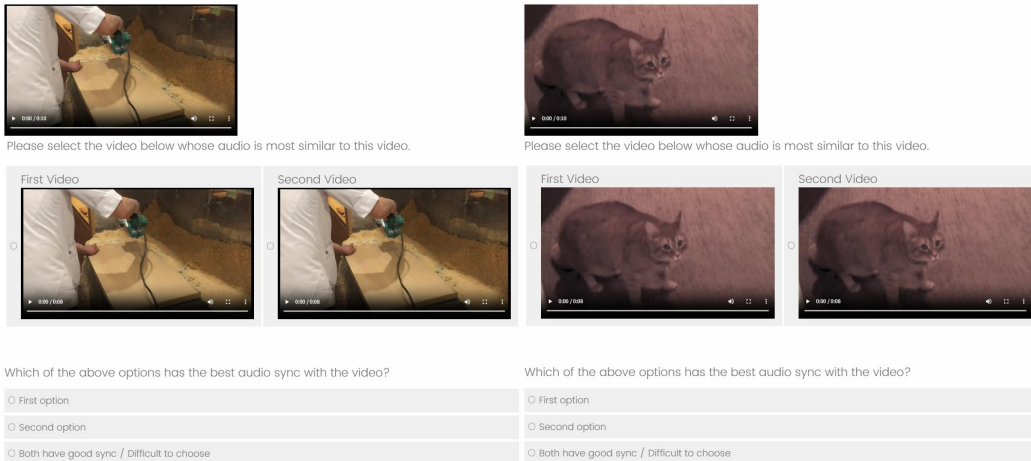 0:00 / 0:10
Please select the video below whose audio is most similar to this video.
First Video
Second Video
0:00 / 0:08
0:00 / 0:08
Which of the above options has the best audio sync with the video?
First option
Second option
Both have good sync / Difficult to choose
0:00 / 0:10
Please select the video below whose audio is most similar to this video.
First Video
Second Video
0:00 / 0:08
0:00 / 0:08
Which of the above options has the best audio sync with the video?
First option
Second option
Both have good sync / Difficult to choose